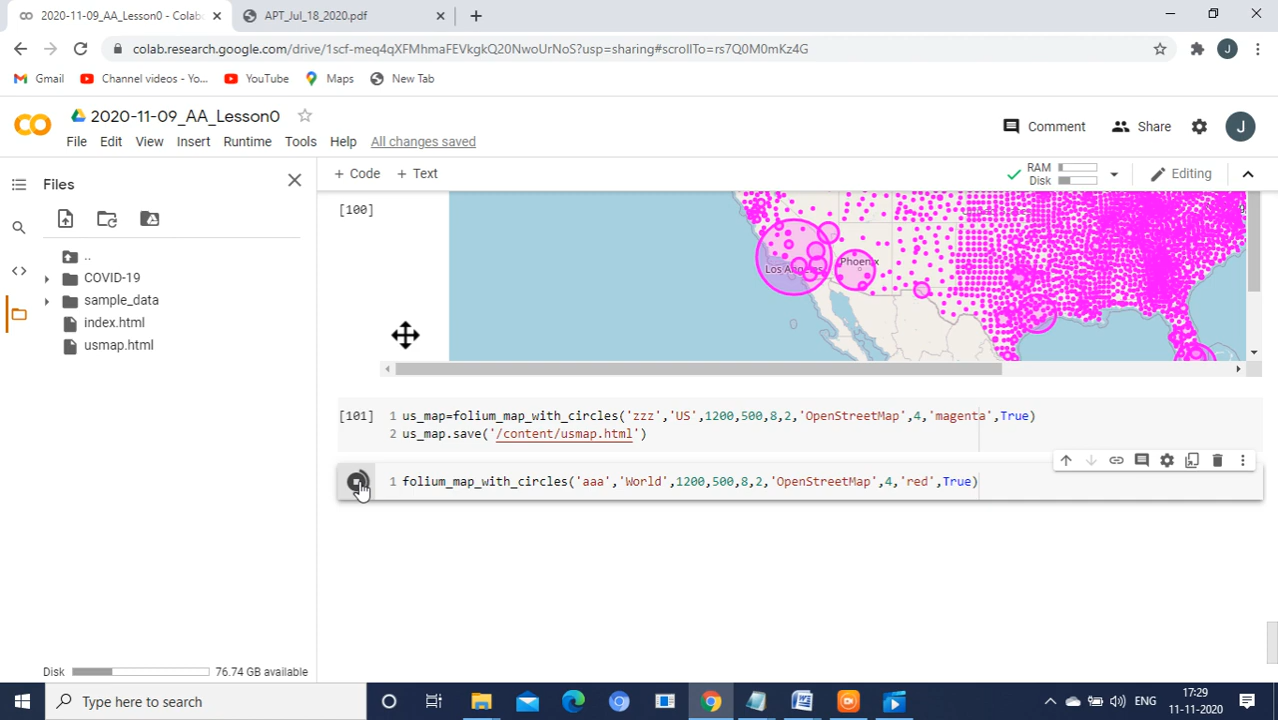 2020-11-09_AA_Lesson0 - Colab
APT_Jul_18_2020.pdf
colab.research.google.com/drive/1scf-meq4qXFMhmaFEVkgkQ20NwoUrNoS?usp=sharing#scrollTo=rs7Q0M0mKz4G
J
Gmail
Channel videos - Yo...
YouTube
Maps
New Tab
CO
2020-11-09_AA_Lesson0
Comment
Share
J
File Edit View Insert Runtime Tools Help All changes saved
Files
+ Code + Text
RAM
Disk
Editing
..
COVID-19
sample_data
index.html
usmap.html
[100]
Phoenix
Los Angeles
[101]
1 us_map=folium_map_with_circles('zzz','US',1200,500,8,2,'OpenStreetMap',4,'magenta',True)
2 us_map.save('/content/usmap.html')
1 folium_map_with_circles('aaa','World',1200,500,8,2,'OpenStreetMap',4,'red',True)
Disk 76.74 GB available
Type here to search
ENG
17:29
11-11-2020